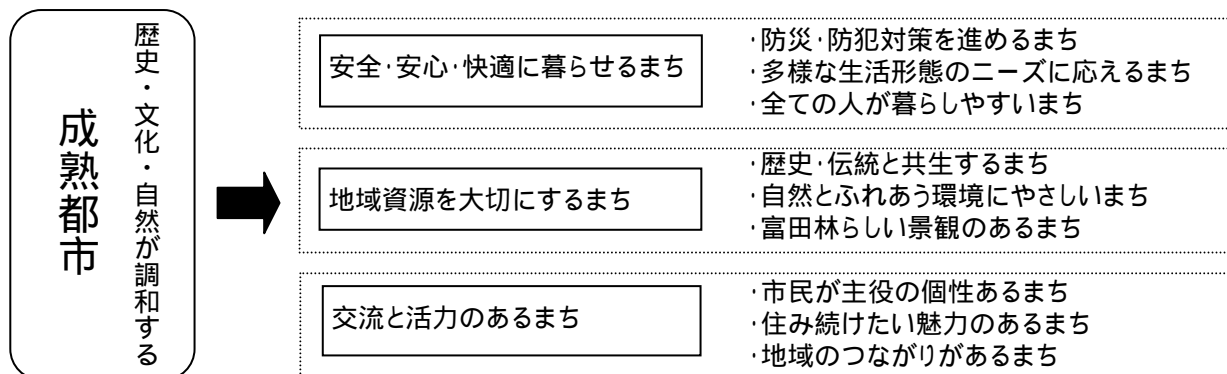 歴史・文化・自然が調和する
成熟都市
安全・安心・快適に暮らせるまち
・防災・防犯対策を進めるまち
・多様な生活形態のニーズに応えるまち
・全ての人が暮らしやすいまち
地域資源を大切にするまち
・歴史・伝統と共生するまち
・自然とふれあう環境にやさしいまち
・富田林らしい景観のあるまち
交流と活力のあるまち
・市民が主役の個性あるまち
・住み続けたい魅力のあるまち
・地域のつながりがあるまち